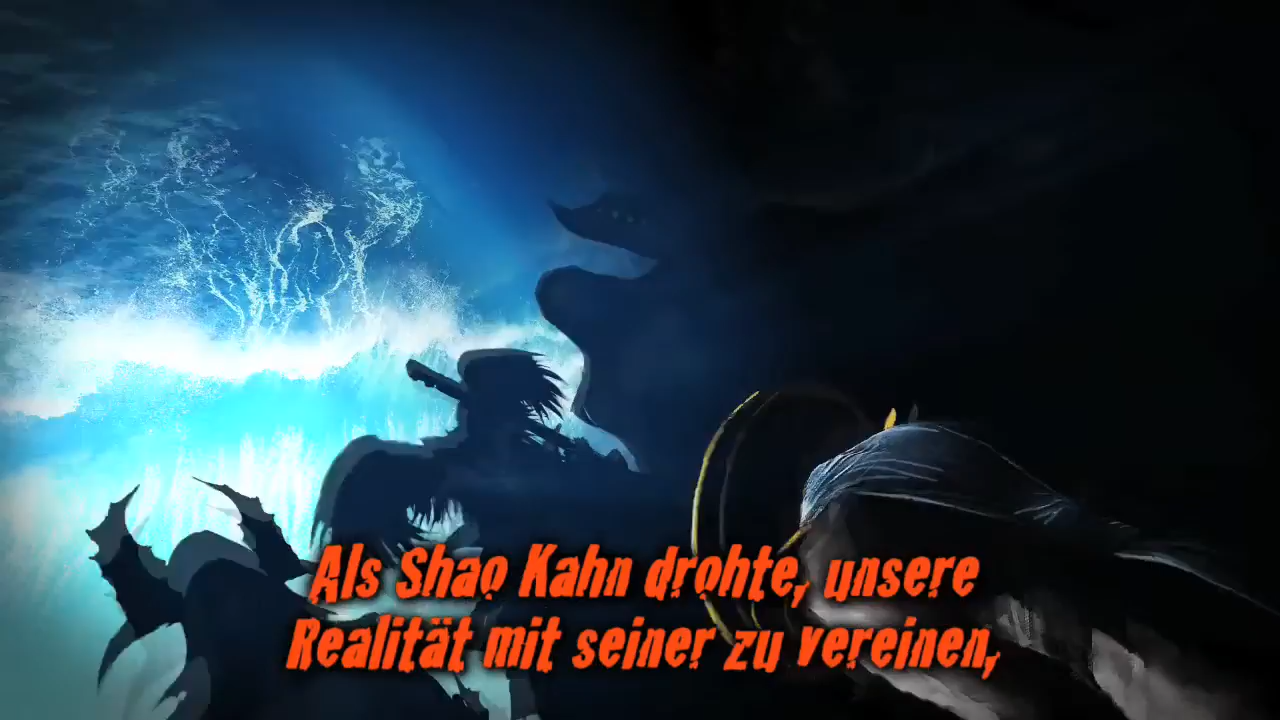 Als Shao Kahn drohte, unsere
Realität mit seiner zu vereinen,